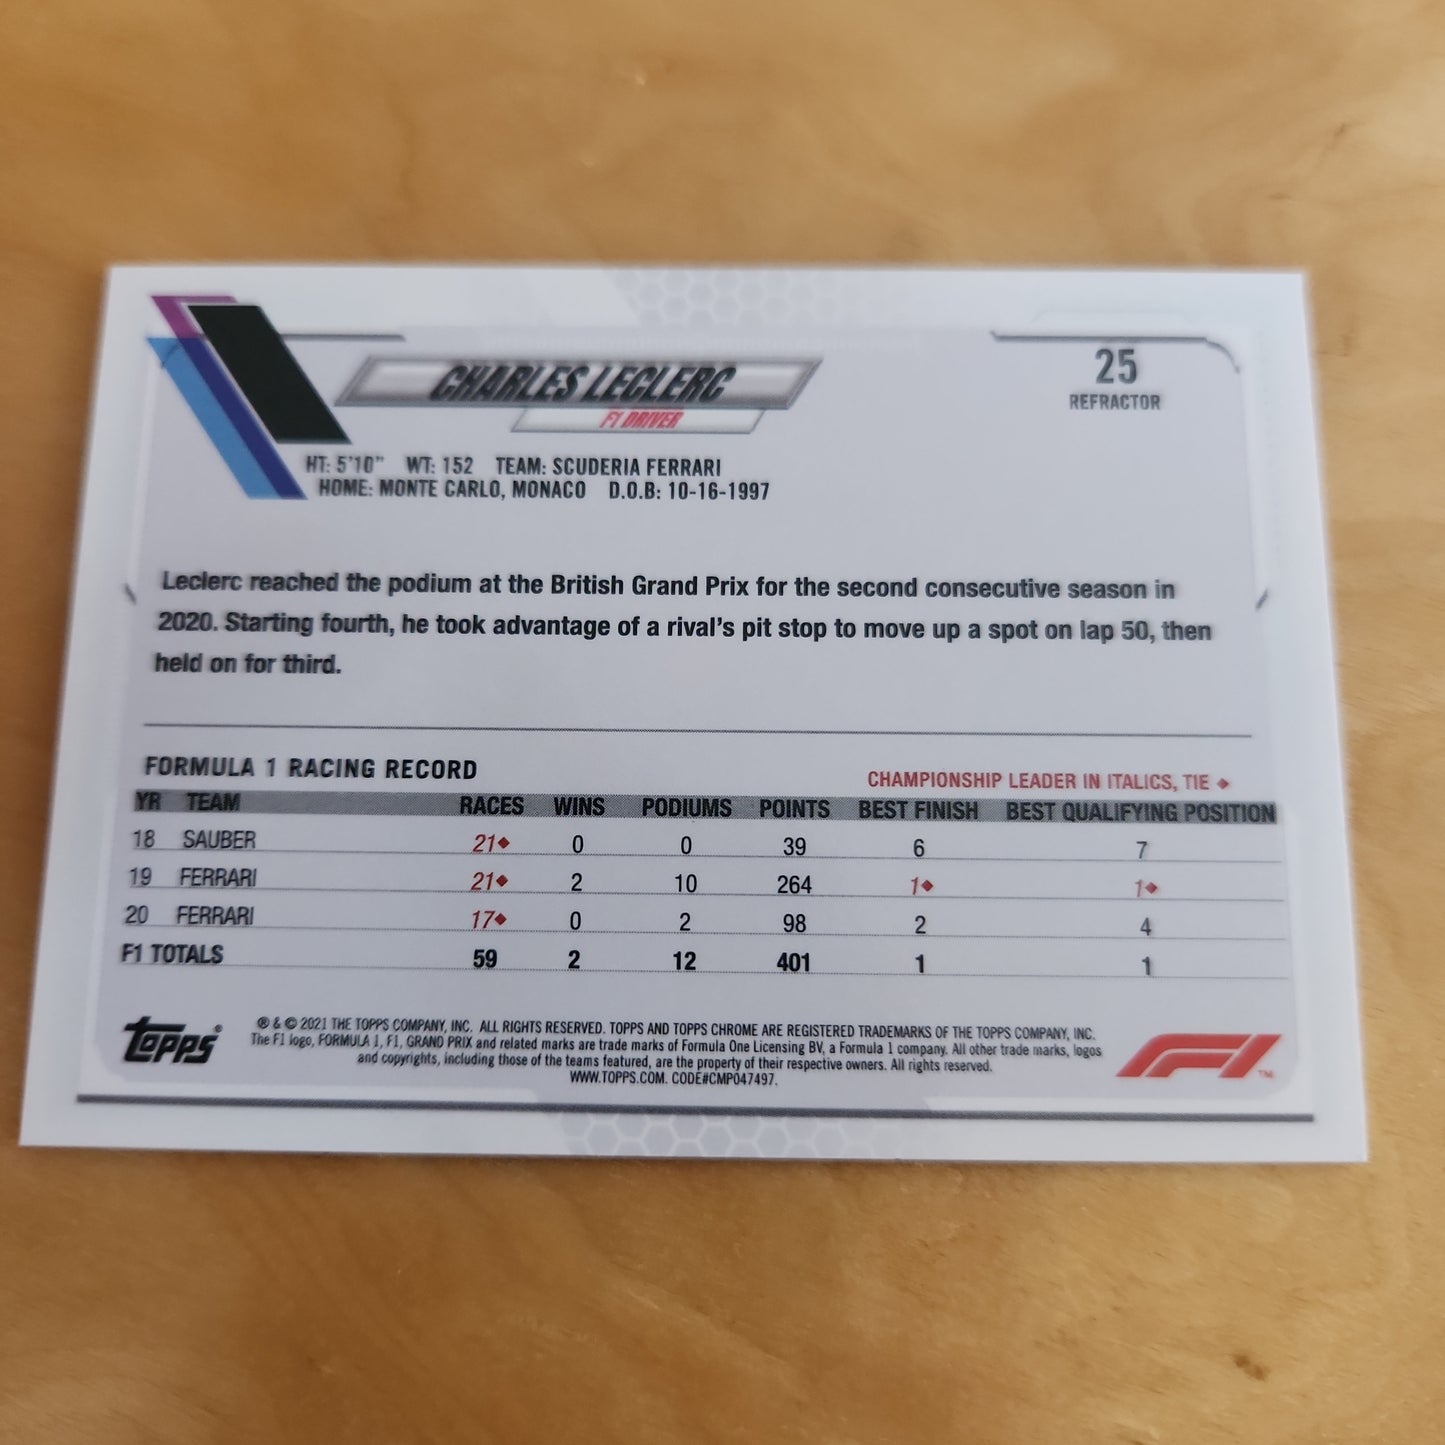 CHARLES LECLERC
F1 DRIVER
25
REFRACTOR
HT: 5'10" WT: 152 TEAM: SCUDERIA FERRARI
HOME: MONTE CARLO, MONACO D.O.B: 10-16-1997
Leclerc reached the podium at the British Grand Prix for the second consecutive season in
2020. Starting fourth, he took advantage of a rival's pit stop to move up a spot on lap 50, then
held on for third.
FORMULA 1 RACING RECORD
CHAMPIONSHIP LEADER IN ITALICS, TIE ◆
YR TEAM RACES WINS PODIUMS POINTS BEST FINISH BEST QUALIFYING POSITION
18 SAUBER 21◆ 0 0 39 6 7
19 FERRARI 21◆ 2 10 264 1◆ 1◆
20 FERRARI 17◆ 0 2 98 2 4
F1 TOTALS 59 2 12 401 1 1
topps®
® & © 2021 THE TOPPS COMPANY, INC. ALL RIGHTS RESERVED. TOPPS AND TOPPS CHROME ARE REGISTERED TRADEMARKS OF THE TOPPS COMPANY, INC.
The F1 logo, FORMULA 1, F1, GRAND PRIX and related marks are trade marks of Formula One Licensing BV, a Formula 1 company. All other trade marks, logos
and copyrights, including those of the teams featured, are the property of their respective owners. All rights reserved.
WWW.TOPPS.COM. CODE#CMP047497.
F1™